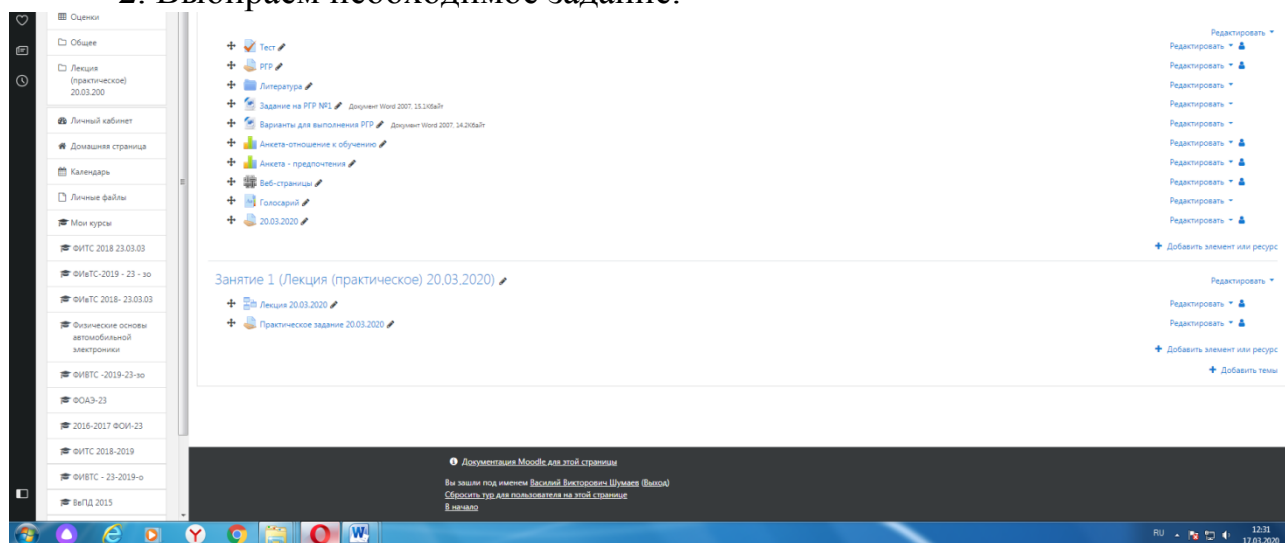 2. Выбираем необходимое задание:
Оценки
Общее
Лекция
(практическое)
20.03.200
Личный кабинет
Домашняя страница
Календарь
Личные файлы
Мои курсы
ФИТС 2018 23.03.03
ФИвТС-2019 - 23 - зо
ФИвТС 2018- 23.03.03
Физические основы
автомобильной
электроники
ФИВТС -2019-23-зо
ФОАЭ-23
2016-2017 ФОИ-23
ФИТС 2018-2019
ФИВТС - 23-2019-о
ВвПД 2015
Редактировать
Тест Редактировать
РГР Редактировать
Литература Редактировать
Задание на РГР №1 Документ Word 2007, 15.1Кбайт Редактировать
Варианты для выполнения РГР Документ Word 2007, 14.2Кбайт Редактировать
Анкета-отношение к обучению Редактировать
Анкета - предпочтения Редактировать
Веб-страницы Редактировать
Голосарий Редактировать
20.03.2020 Редактировать
Добавить элемент или ресурс
Занятие 1 (Лекция (практическое) 20.03.2020) Редактировать
Лекция 20.03.2020 Редактировать
Практическое задание 20.03.2020 Редактировать
Добавить элемент или ресурс
Добавить темы
Документация Moodle для этой страницы
Вы зашли под именем Василий Викторович Шумаев (Выход)
Сбросить тур для пользователя на этой странице
В начало
RU 12:31
17.03.2020